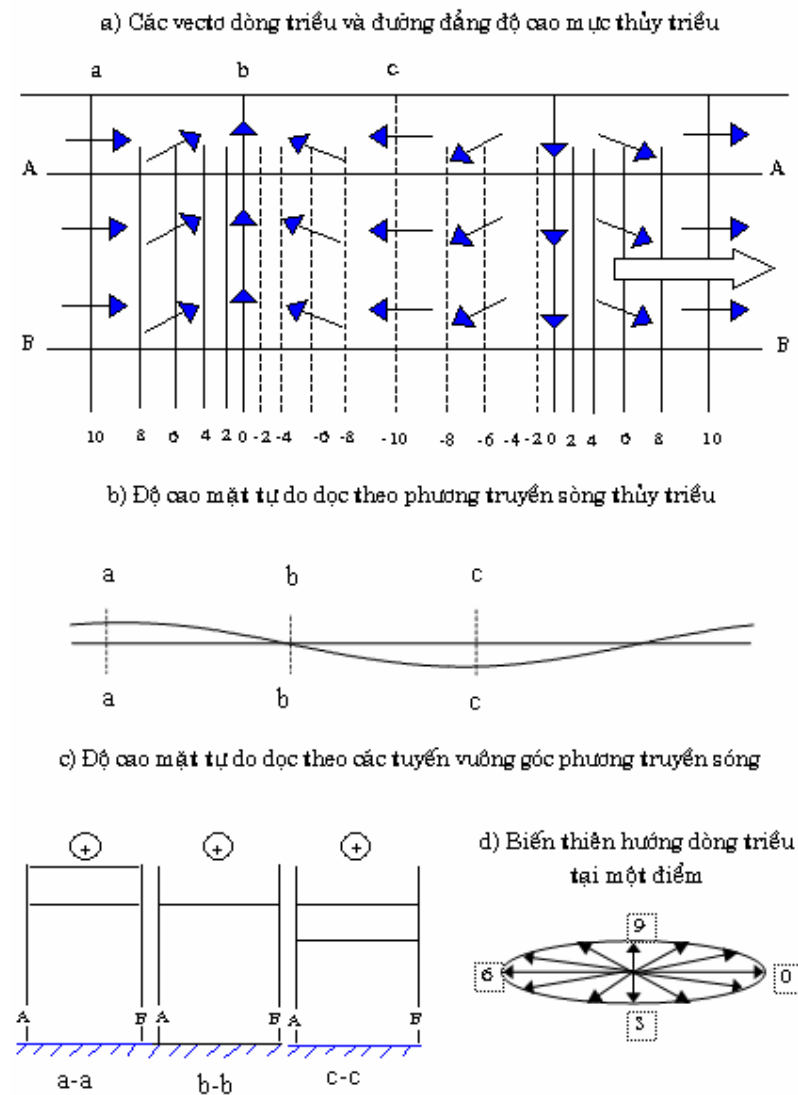 a) Các vectơ dòng triều và đường đẳng độ cao mực thủy triều
a b c
A A
F F
10 8 6 4 2 0 -2 -4 -6 -8 -10 -8 -6 -4 -2 0 2 4 6 8 10
b) Độ cao mặt tự do dọc theo phương truyền sòng thủy triều
a b c
a b c
c) Độ cao mặt tự do dọc theo các tuyến vuông góc phương truyền sóng
+ + +
A F A F A F
a-a b-b c-c
d) Biến thiên hướng dòng triều
tại một điểm
9
6 0
3